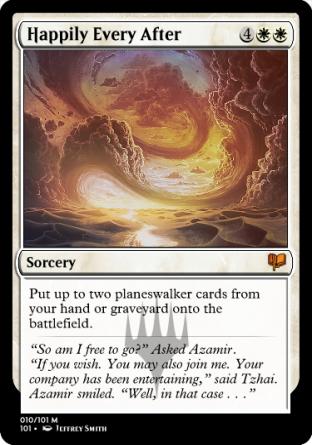 Happily Every After 4
Sorcery
Put up to two planeswalker cards from
your hand or graveyard onto the
battlefield.
“So am I free to go?” Asked Azamir.
“If you wish. You may also join me. Your
company has been entertaining,” said Tzhai.
Azamir smiled. “Well, in that case . . .”
010/101 M
101 • Jeffrey Smith